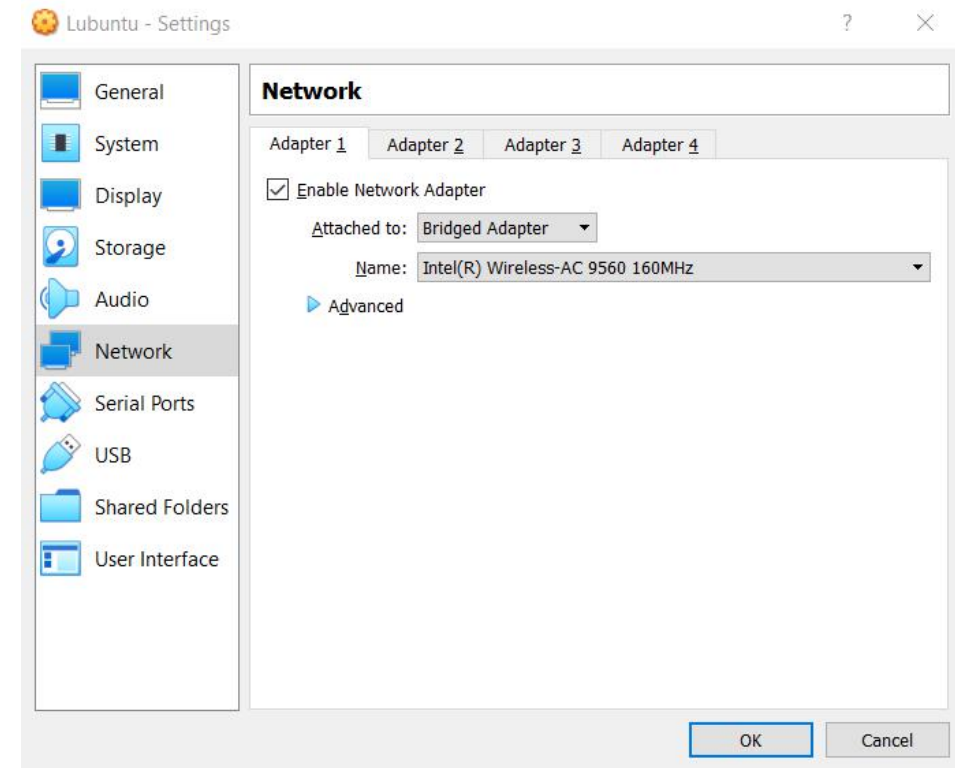 Lubuntu - Settings
?
General
System
Display
Storage
Audio
Network
Serial Ports
USB
Shared Folders
User Interface
Network
Adapter 1 Adapter 2 Adapter 3 Adapter 4
Enable Network Adapter
Attached to: Bridged Adapter
Name: Intel(R) Wireless-AC 9560 160MHz
Advanced
OK Cancel